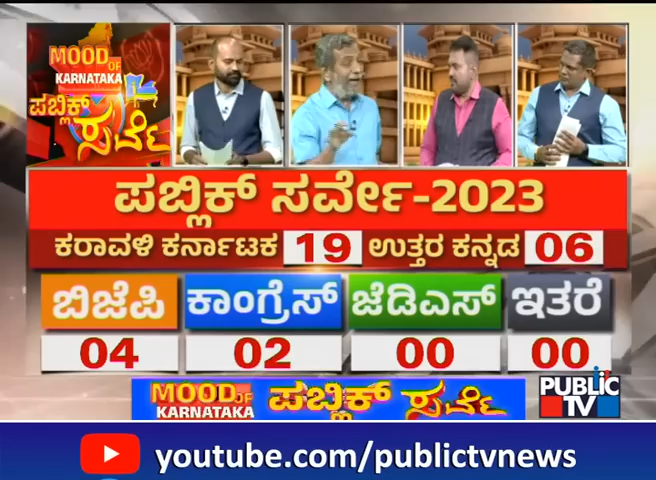 MOOD OF
KARNATAKA
ಪಬ್ಲಿಕ್
ಸರ್ವೇ
ಪಬ್ಲಿಕ್ ಸರ್ವೇ-2023
ಕರಾವಳಿ ಕರ್ನಾಟಕ 19 ಉತ್ತರ ಕನ್ನಡ 06
ಬಿಜೆಪಿ ಕಾಂಗ್ರೆಸ್ ಜೆಡಿಎಸ್ ಇತರೆ
04 02 00 00
MOOD OF KARNATAKA ಪಬ್ಲಿಕ್ ಸರ್ವೇ
PUBLIC TV
youtube.com/publictvnews